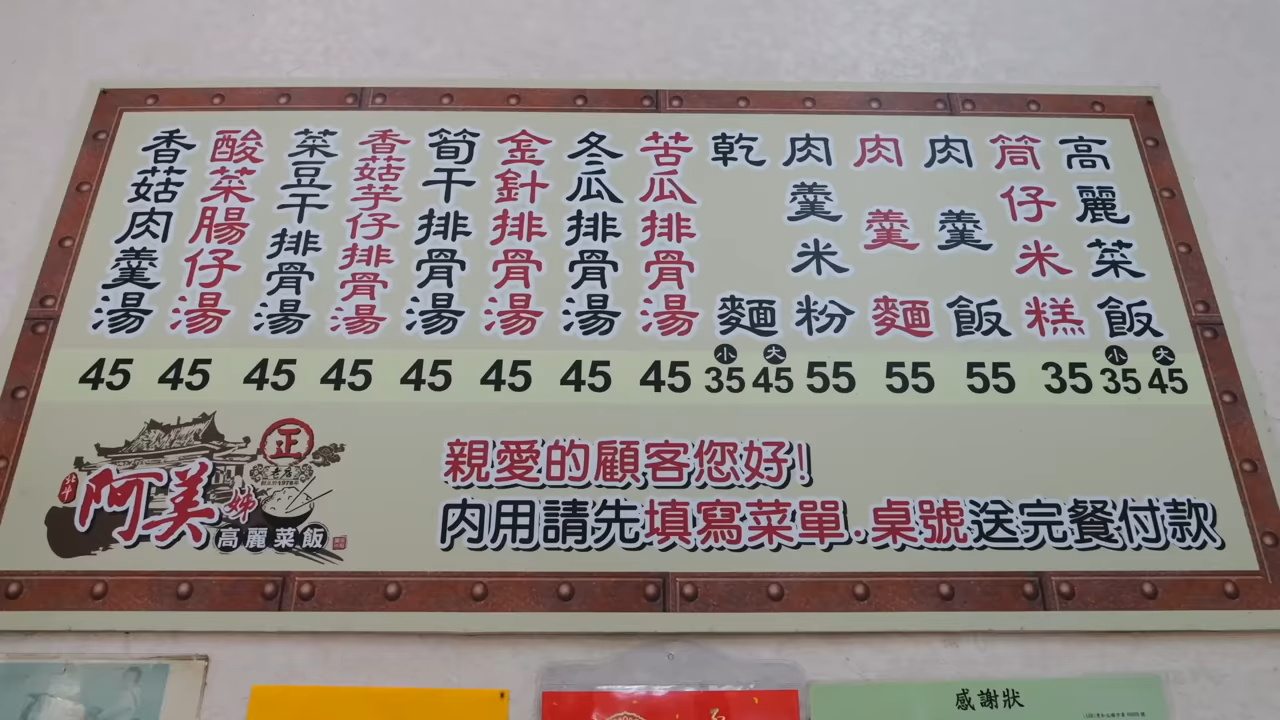 高麗菜飯 小35 大45
筒仔米糕 35
肉羹飯 55
肉羹麵 55
肉羹米粉 55
乾麵 小35 大45
苦瓜排骨湯 45
冬瓜排骨湯 45
金針排骨湯 45
筍干排骨湯 45
香菇芋仔排骨湯 45
菜豆干排骨湯 45
酸菜腸仔湯 45
香菇肉羹湯 45
正
老店
北斗
阿美姊
高麗菜飯
親愛的顧客您好!
內用請先填寫菜單.桌號送完餐付款
感謝狀